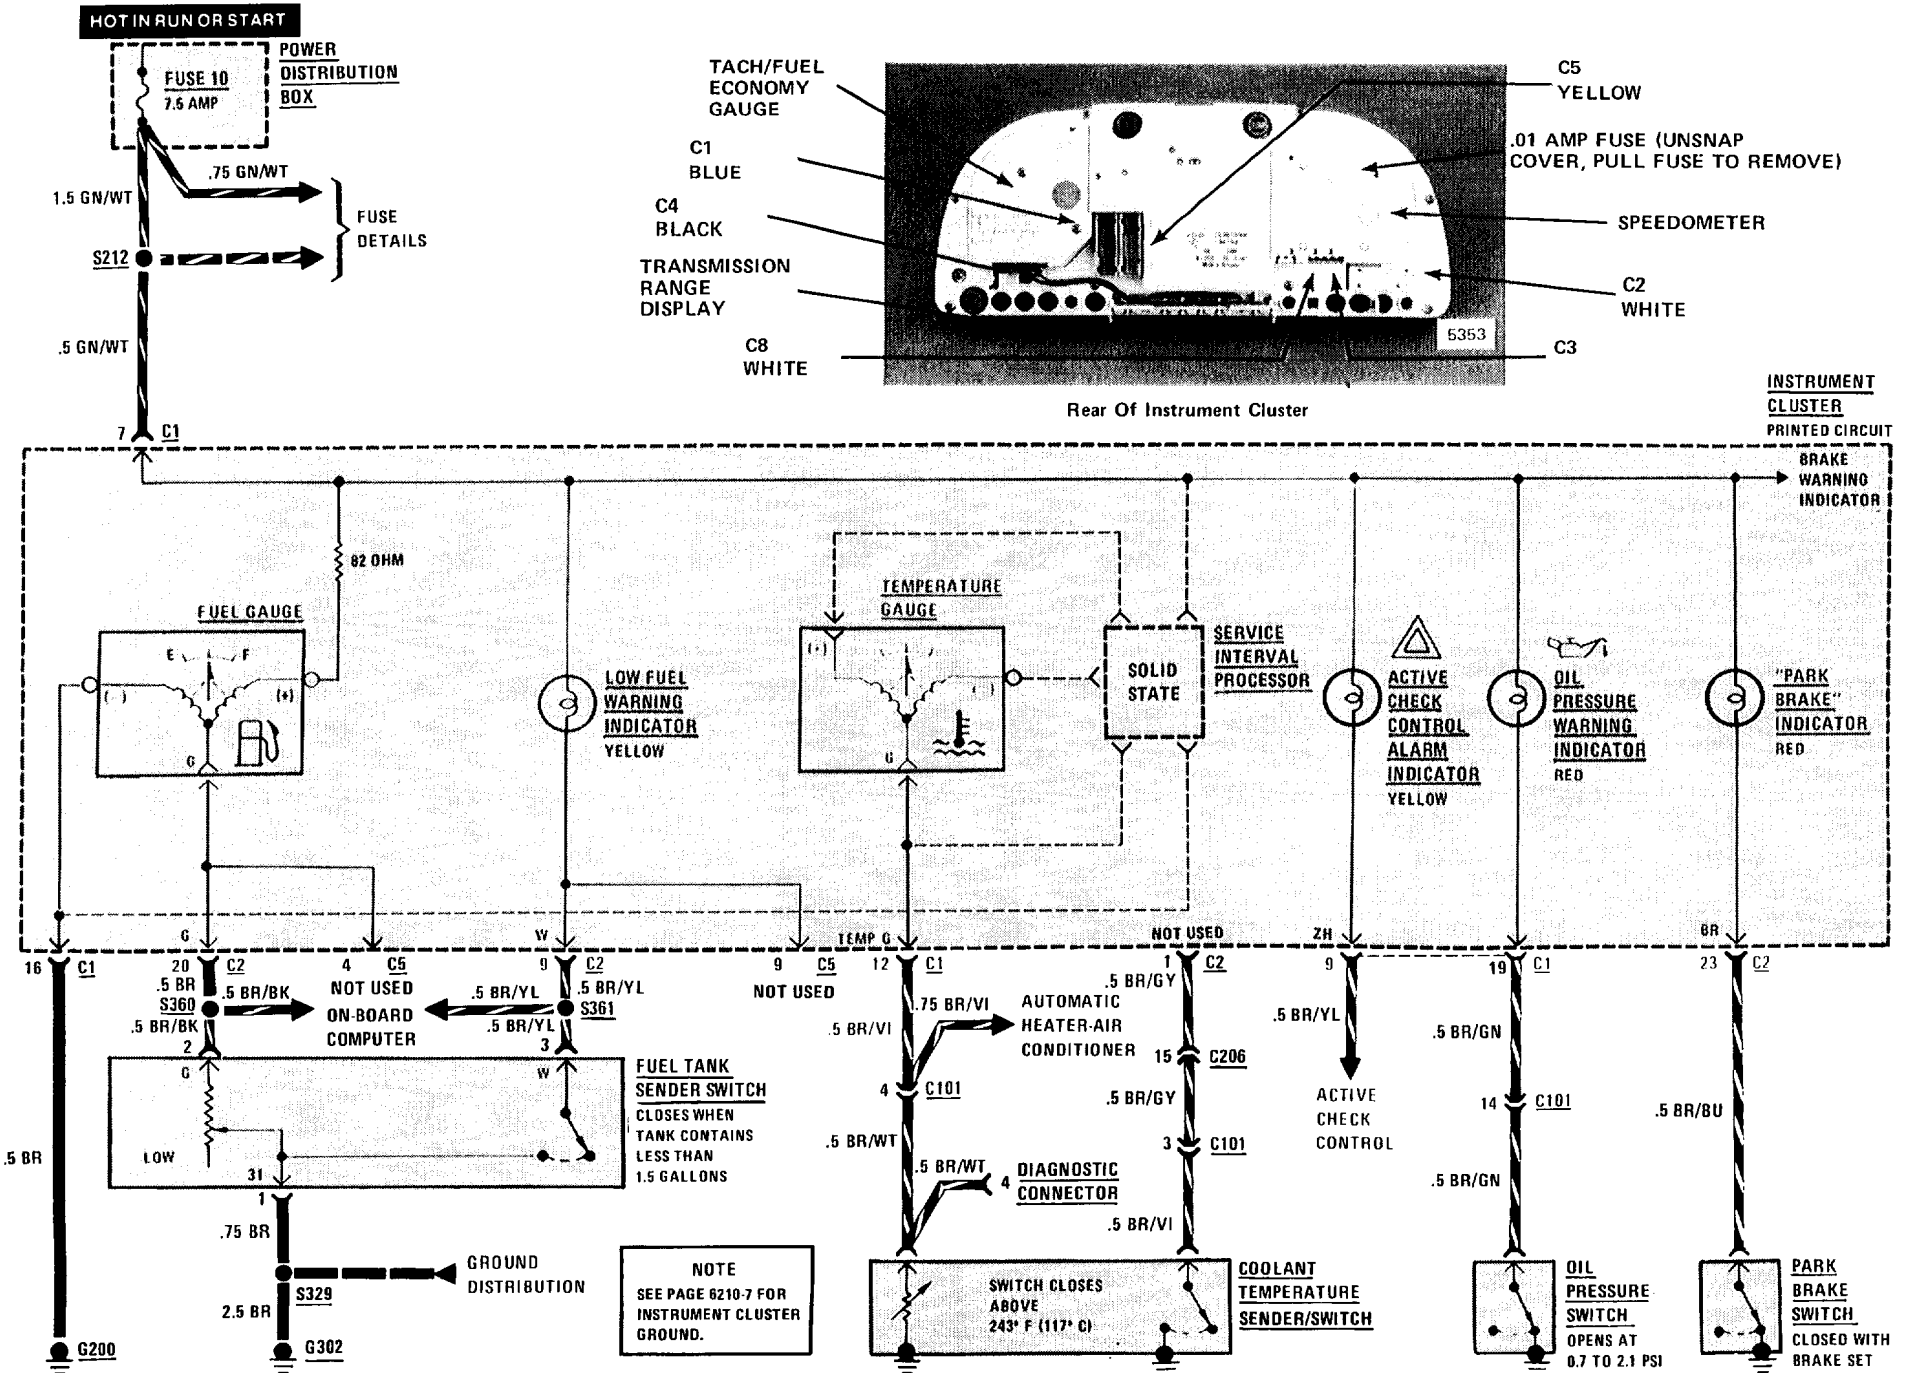 HOT IN RUN OR START
POWER
DISTRIBUTION
BOX
FUSE 10
7.5 AMP
.75 GN/WT
1.5 GN/WT
FUSE
DETAILS
S212
.5 GN/WT
7
C1
TACH/FUEL
ECONOMY
GAUGE
C1
BLUE
C4
BLACK
TRANSMISSION
RANGE
DISPLAY
C8
WHITE
C5
YELLOW
.01 AMP FUSE (UNSNAP
COVER, PULL FUSE TO REMOVE)
SPEEDOMETER
C2
WHITE
C3
5353
Rear Of Instrument Cluster
INSTRUMENT
CLUSTER
PRINTED CIRCUIT
BRAKE
WARNING
INDICATOR
82 OHM
FUEL GAUGE
E F
(-)
(+)
G
LOW FUEL
WARNING
INDICATOR
YELLOW
TEMPERATURE
GAUGE
(+)
(-)
G
SOLID
STATE
SERVICE
INTERVAL
PROCESSOR
ACTIVE
CHECK
CONTROL
ALARM
INDICATOR
YELLOW
OIL
PRESSURE
WARNING
INDICATOR
RED
"PARK
BRAKE"
INDICATOR
RED
G
W
TEMP G
NOT USED
ZH
BR
16 C1
20 C2
4 C5
9 C2
9 C5
12 C1
1 C2
9
19 C1
23 C2
.5 BR
S360
.5 BR/BK
.5 BR/BK
2
NOT USED
ON-BOARD
COMPUTER
.5 BR/YL
.5 BR/YL
S361
.5 BR/YL
3
NOT USED
.5 BR/VI
.75 BR/VI
AUTOMATIC
HEATER-AIR
CONDITIONER
4 C101
.5 BR/WT
.5 BR/WT
4
DIAGNOSTIC
CONNECTOR
.5 BR/GY
15 C206
.5 BR/GY
3 C101
.5 BR/VI
.5 BR/YL
ACTIVE
CHECK
CONTROL
.5 BR/GN
14 C101
.5 BR/GN
.5 BR/BU
G
W
LOW
31
FUEL TANK
SENDER SWITCH
CLOSES WHEN
TANK CONTAINS
LESS THAN
1.5 GALLONS
.5 BR
1
.75 BR
S329
GROUND
DISTRIBUTION
2.5 BR
G200
G302
NOTE
SEE PAGE 6210-7 FOR
INSTRUMENT CLUSTER
GROUND.
SWITCH CLOSES
ABOVE
243° F (117° C)
COOLANT
TEMPERATURE
SENDER/SWITCH
OIL
PRESSURE
SWITCH
OPENS AT
0.7 TO 2.1 PSI
PARK
BRAKE
SWITCH
CLOSED WITH
BRAKE SET